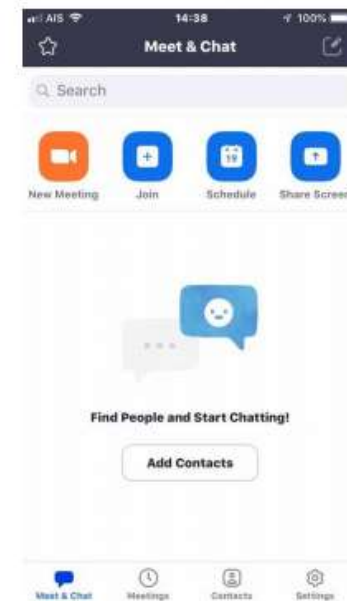 AIS 14:38 100%
Meet & Chat
Search
19
New Meeting Join Schedule Share Screen
Find People and Start Chatting!
Add Contacts
Meet & Chat Meetings Contacts Settings